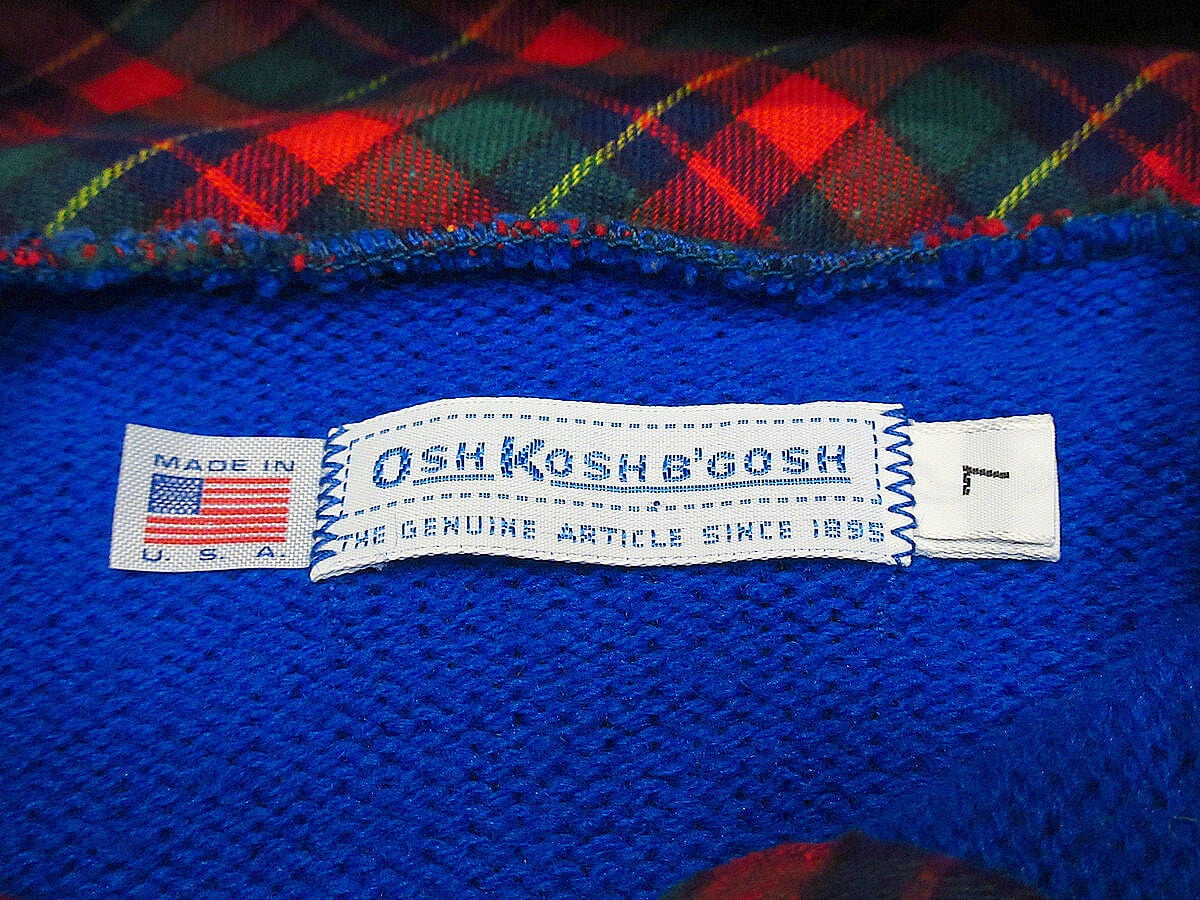 MADE IN
U. S. A.
OSH KOSH B'GOSH
THE GENUINE ARTICLE SINCE 1895
L